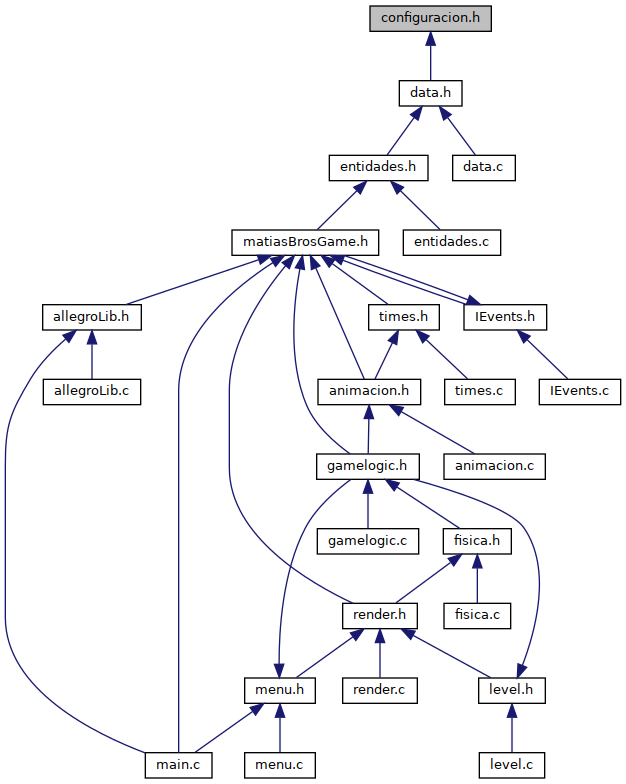 configuracion.h
data.h
entidades.h
data.c
matiasBrosGame.h
entidades.c
allegroLib.h
times.h
IEvents.h
allegroLib.c
animacion.h
times.c
IEvents.c
gamelogic.h
animacion.c
gamelogic.c
fisica.h
render.h
fisica.c
menu.h
render.c
level.h
main.c
menu.c
level.c